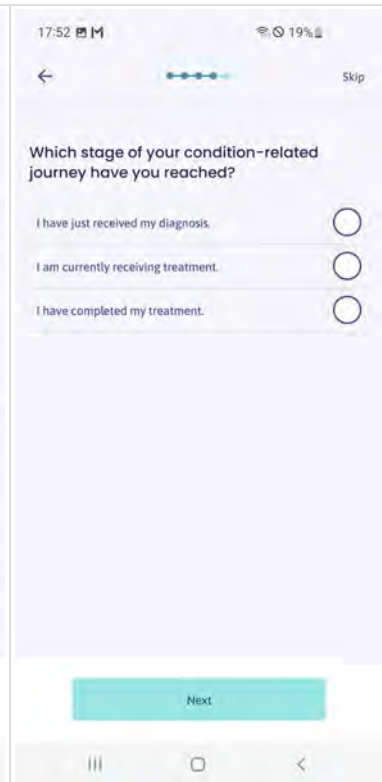 17:52 M 19%
Skip
Which stage of your condition-related
journey have you reached?
I have just received my diagnosis.
I am currently receiving treatment.
I have completed my treatment.
Next